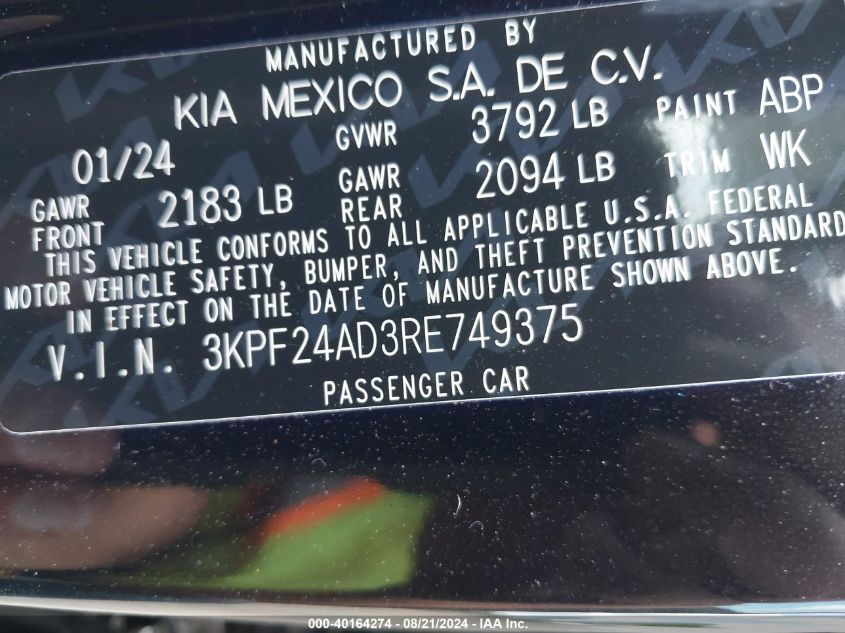 MANUFACTURED BY
KIA MEXICO S.A. DE C.V.
01/24 GVWR 3792 LB PAINT ABP
GAWR FRONT 2183 LB GAWR REAR 2094 LB TRIM WK
THIS VEHICLE CONFORMS TO ALL APPLICABLE U.S.A. FEDERAL
MOTOR VEHICLE SAFETY, BUMPER, AND THEFT PREVENTION STANDARD
IN EFFECT ON THE DATE OF MANUFACTURE SHOWN ABOVE.
V.I.N. 3KPF24AD3RE749375
PASSENGER CAR
000-40164274 - 08/21/2024 - IAA Inc.